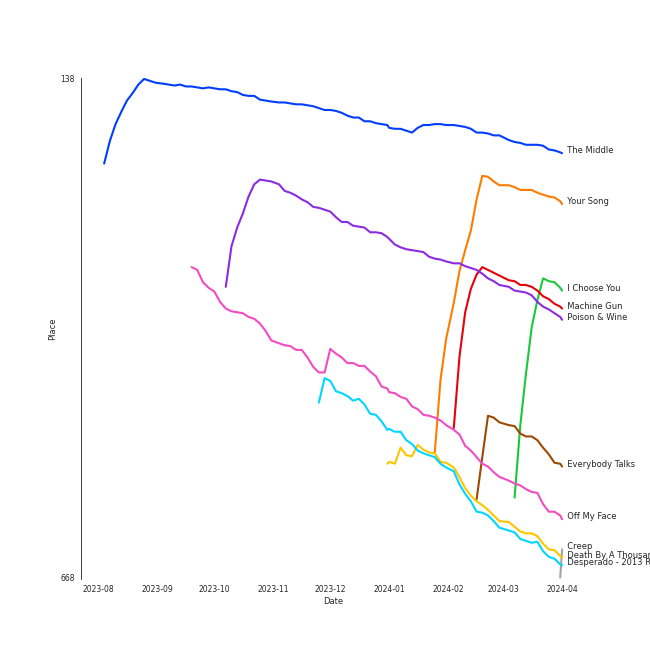 138
The Middle
Your Song
I Choose You
Machine Gun
Poison & Wine
Place
Everybody Talks
Off My Face
Creep
Death By A Thousan
Desperado - 2013 R
668
2023-08
2023-09
2023-10
2023-11
2023-12
2024-01
2024-02
2024-03
2024-04
Date